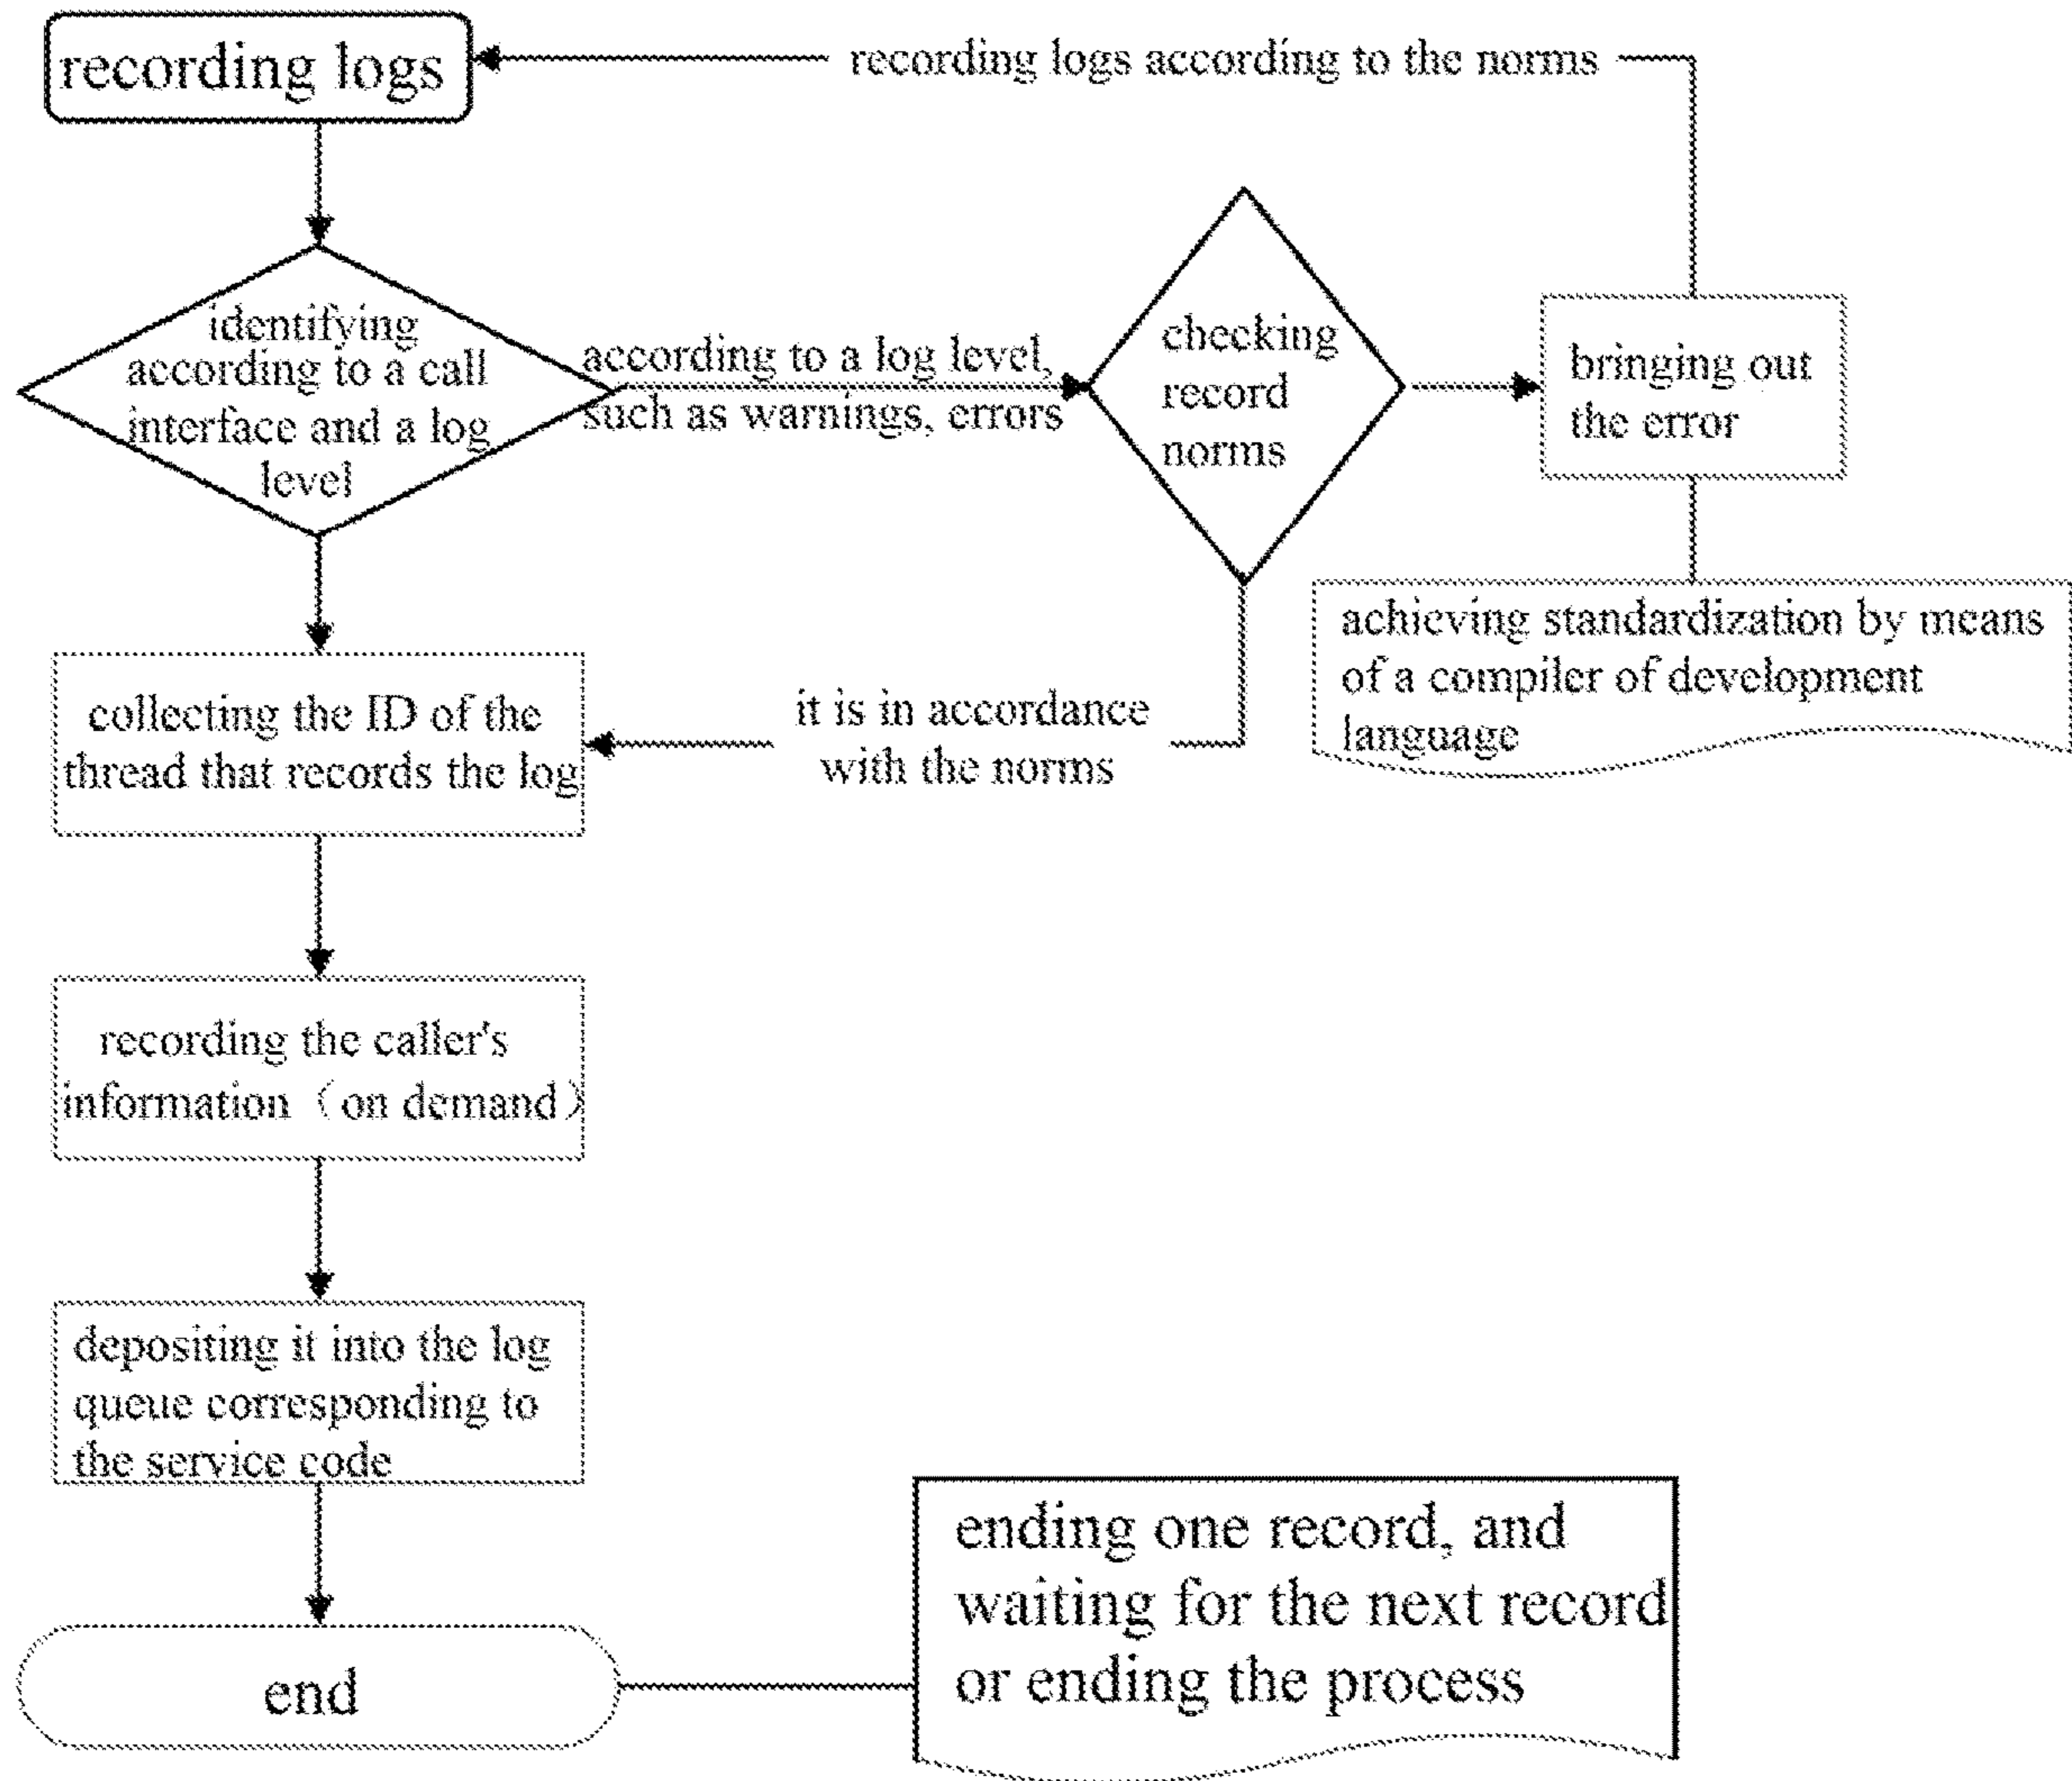 recording logs
recording logs according to the norms
identifying
according to a call
interface and a log
level
according to a log level,
such as warnings, errors
checking
record
norms
bringing out
the error
achieving standardization by means
of a compiler of development
language
it is in accordance
with the norms
collecting the ID of the
thread that records the log
recording the caller's
information（on demand）
depositing it into the log
queue corresponding to
the service code
ending one record, and
waiting for the next record
or ending the process
end